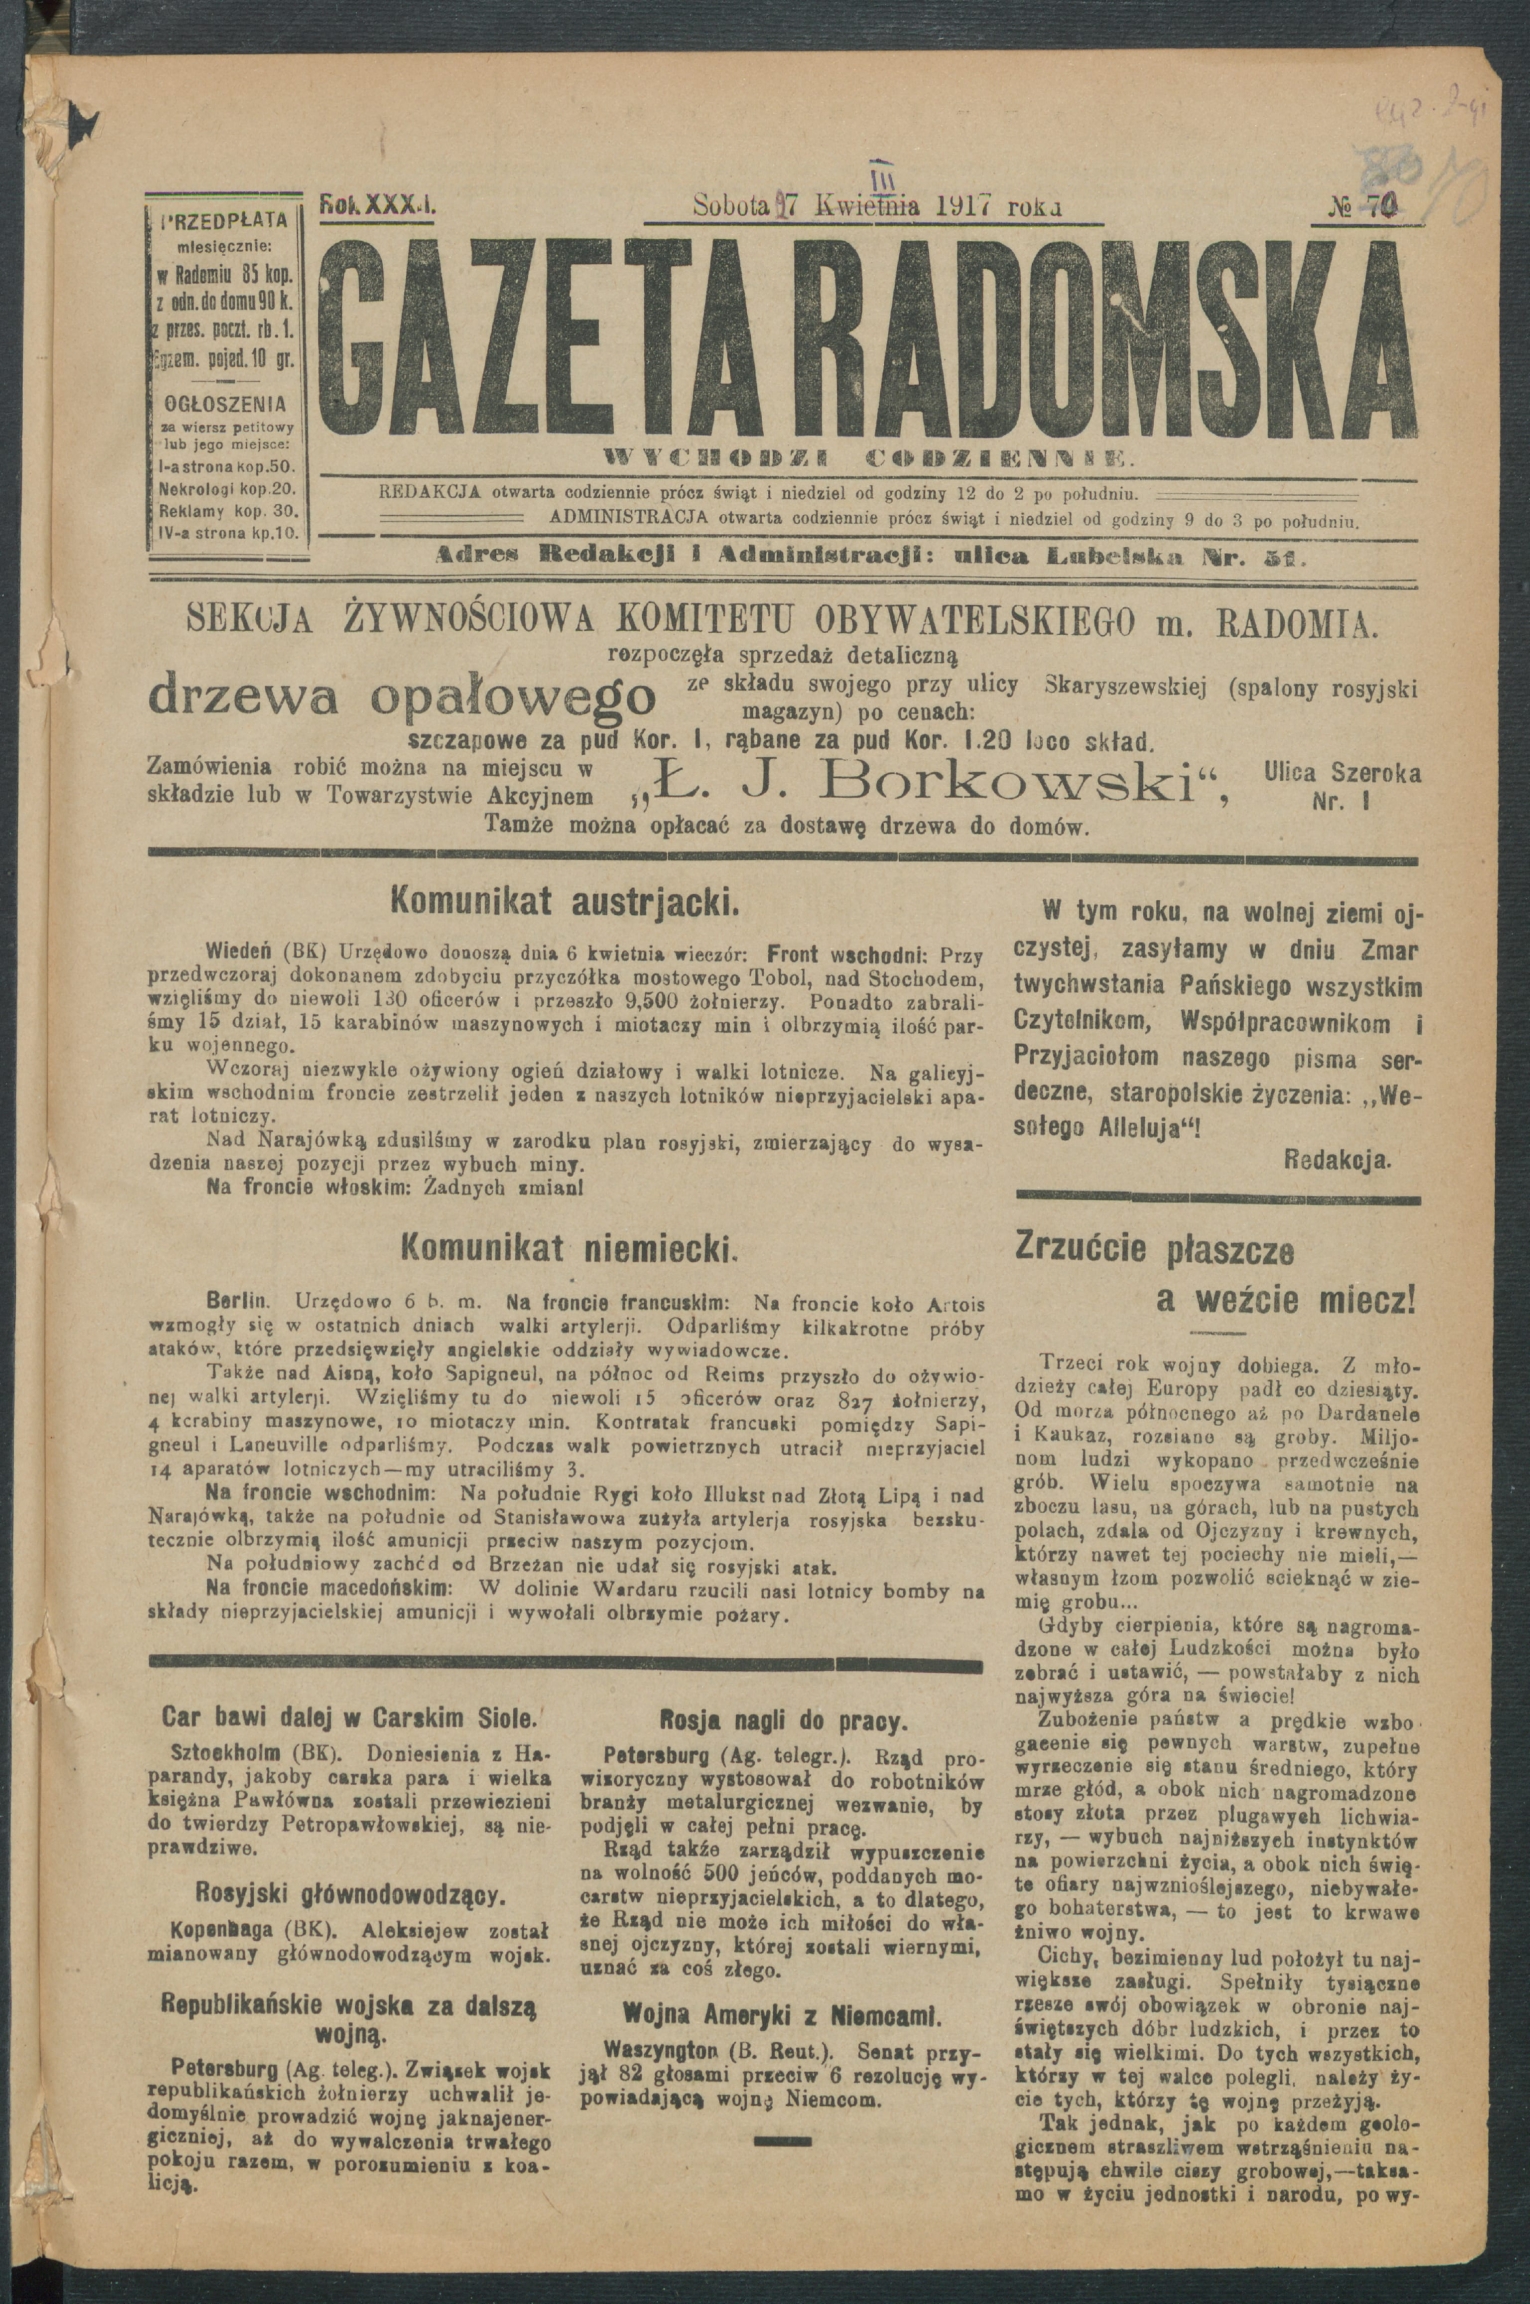 PRZEDPŁATA
miesięcznie:
w Radomiu 85 kop.
z odn. do domu 90 k.
z przes. poczt. rb. 1.
Egzem. pojed. 10 gr.
OGŁOSZENIA
za wiersz petitowy
lub jego miejsce:
I-a strona kop. 50.
Nekrologi kop. 20.
Reklamy kop. 30.
IV-a strona kp. 10.
Rok XXXII.
Sobota 7 Kwietnia 1917 roku
III
№ 70
80 70
GAZETA RADOMSKA
WYCHODZI CODZIENNIE.
REDAKCJA otwarta codziennie prócz świąt i niedziel od godziny 12 do 2 po południu.
ADMINISTRACJA otwarta codziennie prócz świąt i niedziel od godziny 9 do 3 po południu.
Adres Redakcji i Administracji: ulica Lubelska Nr. 51.
SEKCJA ŻYWNOŚCIOWA KOMITETU OBYWATELSKIEGO m. RADOMIA.
rozpoczęła sprzedaż detaliczną
drzewa opałowego ze składu swojego przy ulicy Skaryszewskiej (spalony rosyjski
magazyn) po cenach:
szczapowe za pud Kor. 1, rąbane za pud Kor. 1.20 loco skład.
Zamówienia robić można na miejscu w
składzie lub w Towarzystwie Akcyjnem
„Ł. J. Borkowski“,
Ulica Szeroka
Nr. 1
Tamże można opłacać za dostawę drzewa do domów.
Komunikat austrjacki.
Wiedeń (BK) Urzędowo donoszą dnia 6 kwietnia wieczór: Front wschodni: Przy
przedwczoraj dokonanem zdobyciu przyczółka mostowego Tobol, nad Stochodem,
wzięliśmy do niewoli 130 oficerów i przeszło 9,500 żołnierzy. Ponadto zabrali-
śmy 15 dział, 15 karabinów maszynowych i miotaczy min i olbrzymią ilość par-
ku wojennego.
Wczoraj niezwykle ożywiony ogień działowy i walki lotnicze. Na galicyj-
skim wschodnim froncie zestrzelił jeden z naszych lotników nieprzyjacielski apa-
rat lotniczy.
Nad Narajówką zdusilśmy w zarodku plan rosyjski, zmierzający do wysa-
dzenia naszej pozycji przez wybuch miny.
Na froncie włoskim: Żadnych zmian!
Komunikat niemiecki.
Berlin. Urzędowo 6 b. m. Na froncie francuskim: Na froncie koło Artois
wzmogły się w ostatnich dniach walki artylerji. Odparliśmy kilkakrotne próby
ataków, które przedsięwzięły angielskie oddziały wywiadowcze.
Także nad Aisną, koło Sapigneul, na północ od Reims przyszło do ożywio-
nej walki artylerji. Wzięliśmy tu do niewoli 15 oficerów oraz 827 żołnierzy,
4 kerabiny maszynowe, 10 miotaczy min. Kontratak francuski pomiędzy Sapi-
gneul i Laneuville odparliśmy. Podczas walk powietrznych utracił nieprzyjaciel
14 aparatów lotniczych—my utraciliśmy 3.
Na froncie wschodnim: Na południe Rygi koło Illukst nad Złotą Lipą i nad
Narajówką, także na południe od Stanisławowa zużyła artylerja rosyjska bezsku-
tecznie olbrzymią ilość amunicji przeciw naszym pozycjom.
Na południowy zachód od Brzeżan nie udał się rosyjski atak.
Na froncie macedońskim: W dolinie Wardaru rzucili nasi lotnicy bomby na
składy nieprzyjacielskiej amunicji i wywołali olbrzymie pożary.
Car bawi dalej w Carskim Siole.
Sztoekholm (BK). Doniesienia z Ha-
parandy, jakoby carska para i wielka
księżna Pawłówna zostali przewiezieni
do twierdzy Petropawłowskiej, są nie-
prawdziwe.
Rosyjski głównodowodzący.
Kopenhaga (BK). Aleksiejew został
mianowany głównodowodzącym wojsk.
Republikańskie wojska za dalszą
wojną.
Petersburg (Ag. teleg.). Związek wojsk
republikańskich żołnierzy uchwalił je-
domyślnie prowadzić wojnę jaknajener-
giczniej, aż do wywalczenia trwałego
pokoju razem, w porozumieniu z koa-
licją.
Rosja nagli do pracy.
Petersburg (Ag. telegr.). Rząd pro-
wizoryczny wystosował do robotników
branży metalurgicznej wezwanie, by
podjęli w całej pełni pracę.
Rząd także zarządził wypuszczenie
na wolność 500 jeńców, poddanych mo-
carstw nieprzyjacielskich, a to dlatego,
że Rząd nie może ich miłości do wła-
snej ojczyzny, której zostali wiernymi,
uznać za coś złego.
Wojna Ameryki z Niemcami.
Waszyngton (B. Reut.). Senat przy-
jął 82 głosami przeciw 6 rezolucję wy-
powiadającą wojnę Niemcom.
W tym roku, na wolnej ziemi oj-
czystej, zasyłamy w dniu Zmar
twychwstania Pańskiego wszystkim
Czytelnikom, Współpracownikom i
Przyjaciołom naszego pisma ser-
deczne, staropolskie życzenia: „We-
sołego Alleluja“!
Redakcja.
Zrzućcie płaszcze
a weźcie miecz!
Trzeci rok wojny dobiega. Z mło-
dzieży całej Europy padł co dziesiąty.
Od morza północnego aż po Dardanele
i Kaukaz, rozsiane są groby. Miljo-
nom ludzi wykopano przedwcześnie
grób. Wielu spoczywa samotnie na
zboczu lasu, na górach, lub na pustych
polach, zdala od Ojczyzny i krewnych,
którzy nawet tej pociechy nie mieli,—
własnym łzom pozwolić ścieknąć w zie-
mię grobu...
Gdyby cierpienia, które są nagroma-
dzone w całej Ludzkości można było
zebrać i ustawić, — powstałaby z nich
najwyższa góra na świecie!
Zubożenie państw a prędkie wzbo-
gacenie się pewnych warstw, zupełne
wyrzeczenie się stanu średniego, który
mrze głód, a obok nich nagromadzone
stosy złota przez plugawych lichwia-
rzy, — wybuch najniższych instynktów
na powierzchni życia, a obok nich świę-
te ofiary najwznioślejszego, niebywałe-
go bohaterstwa, — to jest to krwawe
żniwo wojny.
Cichy, bezimienny lud położył tu naj-
większe zasługi. Spełniły tysiączne
rzesze swój obowiązek w obronie naj-
świętszych dóbr ludzkich, i przez to
stały się wielkimi. Do tych wszystkich,
którzy w tej walce polegli, należy ży-
cie tych, którzy tę wojnę przeżyją.
Tak jednak, jak po każdem geolo-
gicznem straszliwem wstrząśnieniu na-
stępują chwile ciszy grobowej,—taksa-
mo w życiu jednostki i narodu, po wy-